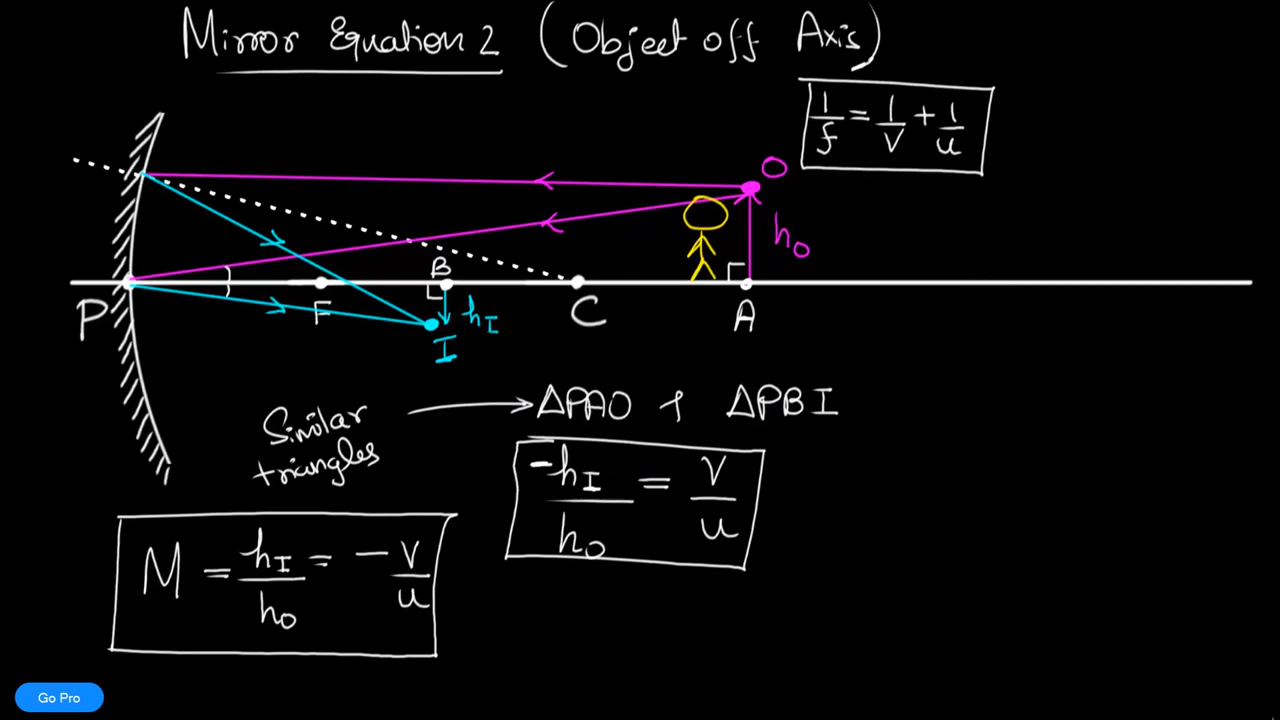 Mirror Equation 2 (Object off Axis)
1/f = 1/v + 1/u
O
h₀
B
P
F
h_I
C
A
I
Similar triangles → ΔPAO & ΔPBI
-h_I/h₀ = v/u
M = h_I/h₀ = -v/u
Go Pro